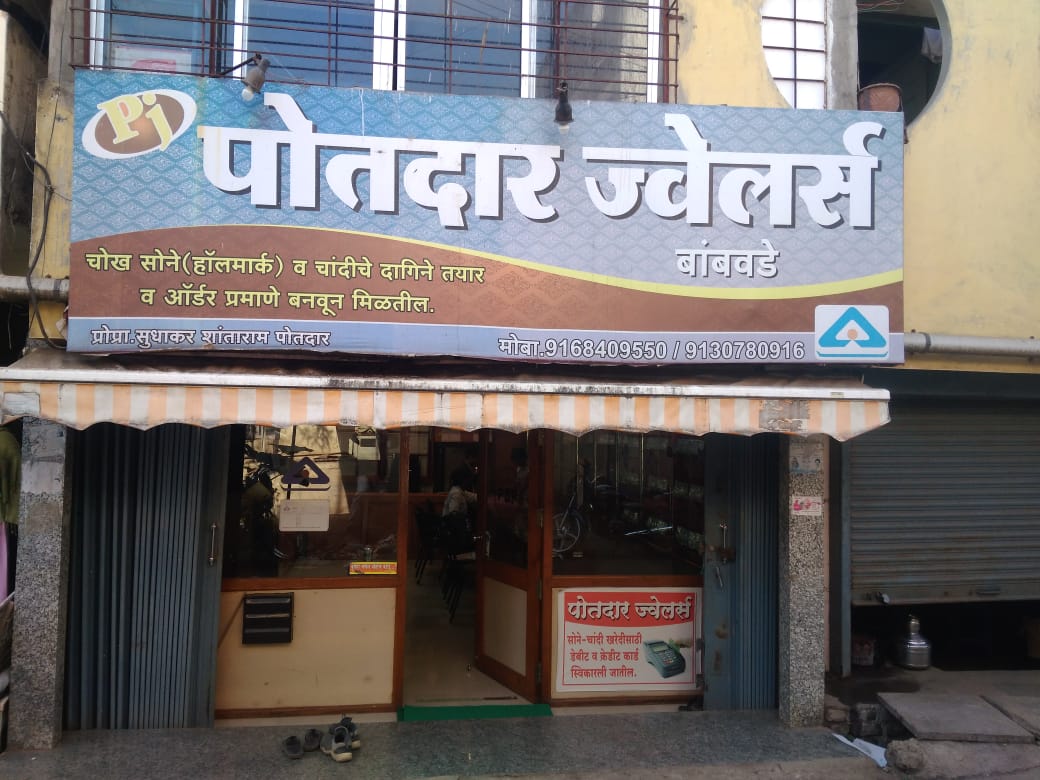 Pj
पोतदार ज्वेलर्स
बांबवडे
चोख सोने(हॉलमार्क) व चांदीचे दागिने तयार
व ऑर्डर प्रमाणे बनवून मिळतील.
प्रोप्रा.सुधाकर शांताराम पोतदार
मोबा.9168409550 / 9130780916
पोतदार ज्वेलर्स
सोने-चांदी खरेदीसाठी
डेबीट व क्रेडीट कार्ड
स्विकारली जातील.